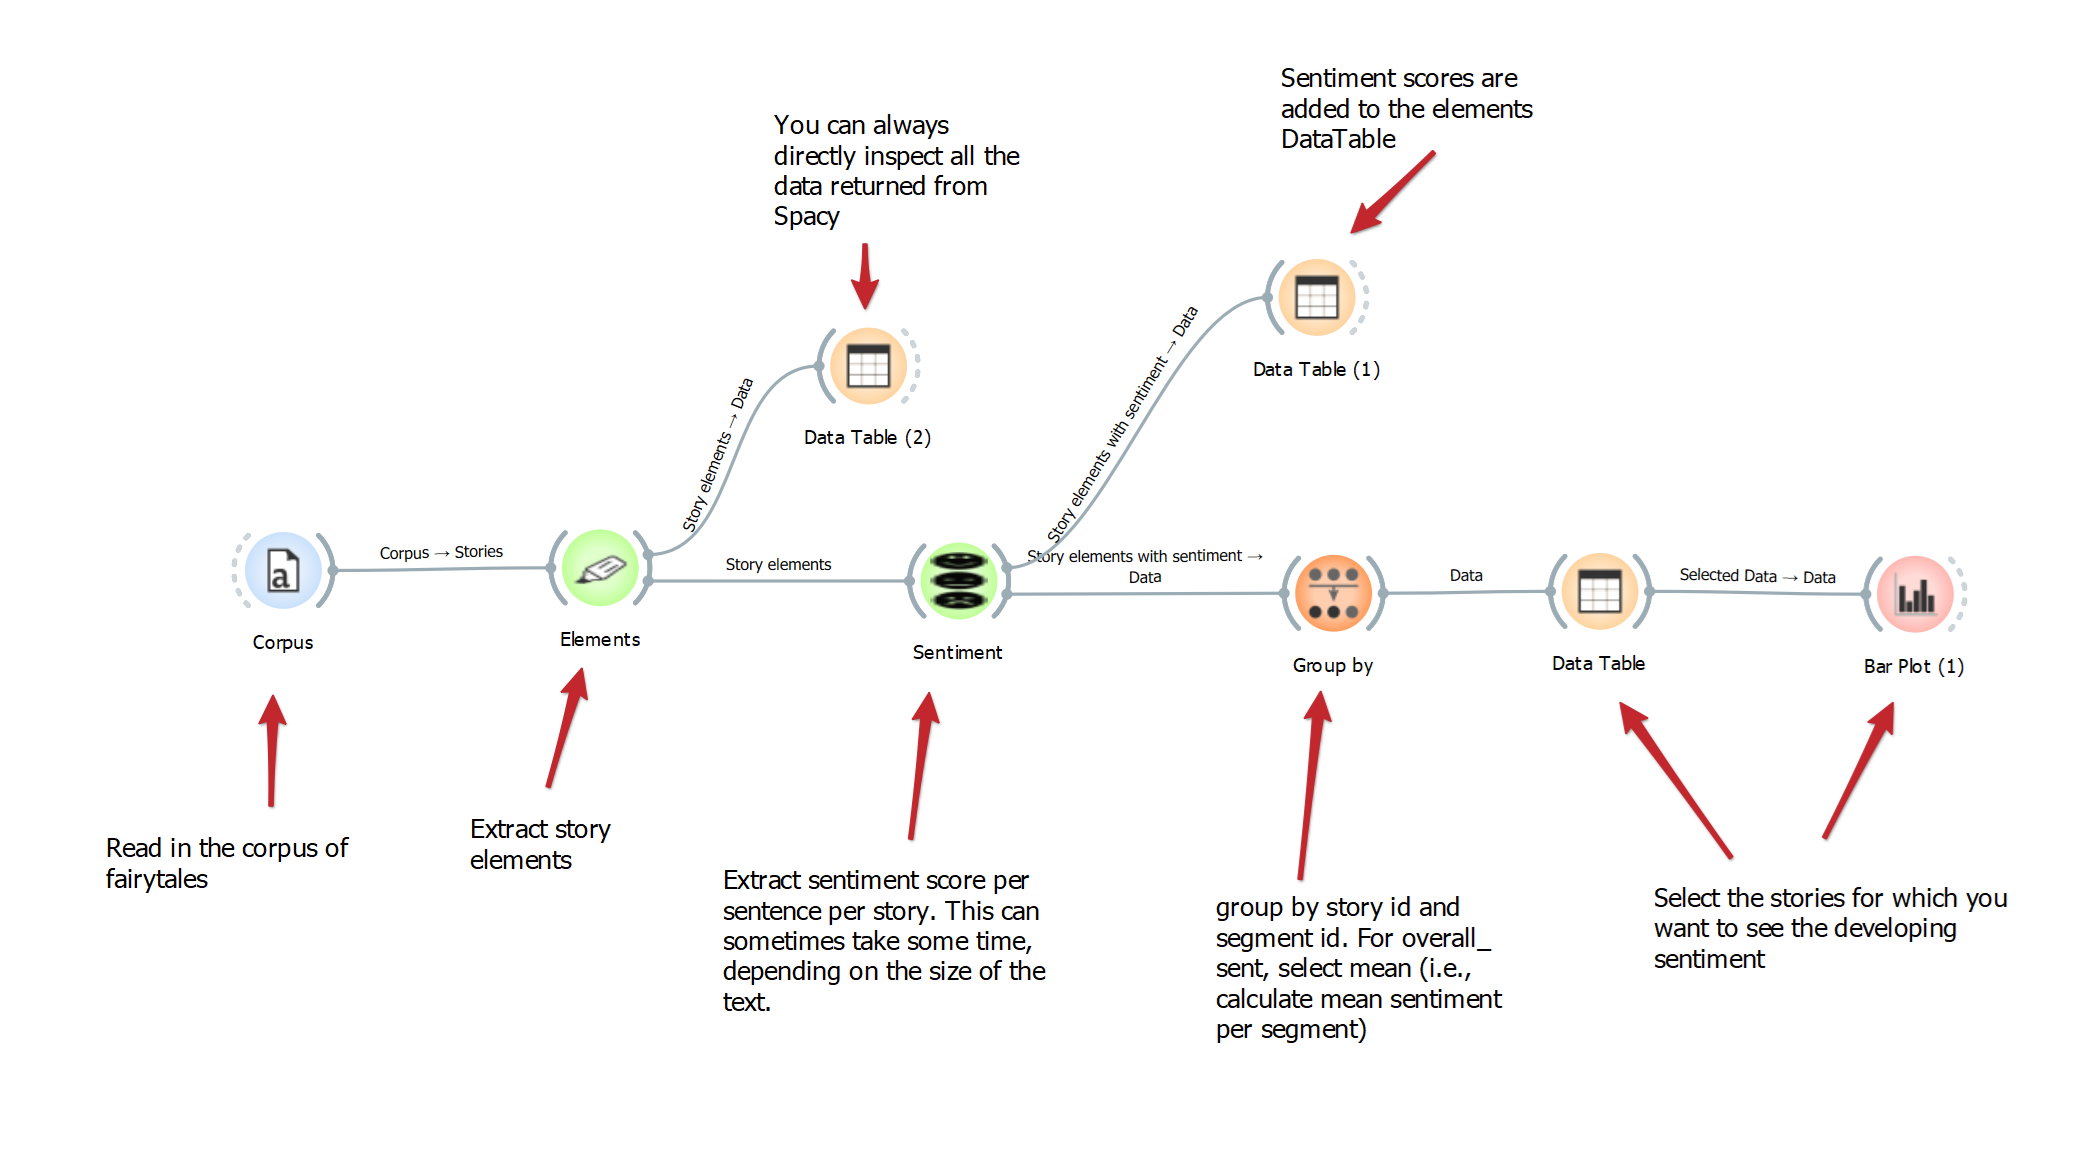 Sentiment scores are
added to the elements
DataTable
You can always
directly inspect all the
data returned from
Spacy
Story elements with sentiment → Data
Data Table (1)
Story elements → Data
Data Table (2)
Corpus → Stories
Story elements
Story elements with sentiment →
Data
Data
Selected Data → Data
a
Corpus
Elements
Sentiment
Group by
Data Table
Bar Plot (1)
Read in the corpus of
fairytales
Extract story
elements
Extract sentiment score per
sentence per story. This can
sometimes take some time,
depending on the size of the
text.
group by story id and
segment id. For overall_
sent, select mean (i.e.,
calculate mean sentiment
per segment)
Select the stories for which you
want to see the developing
sentiment